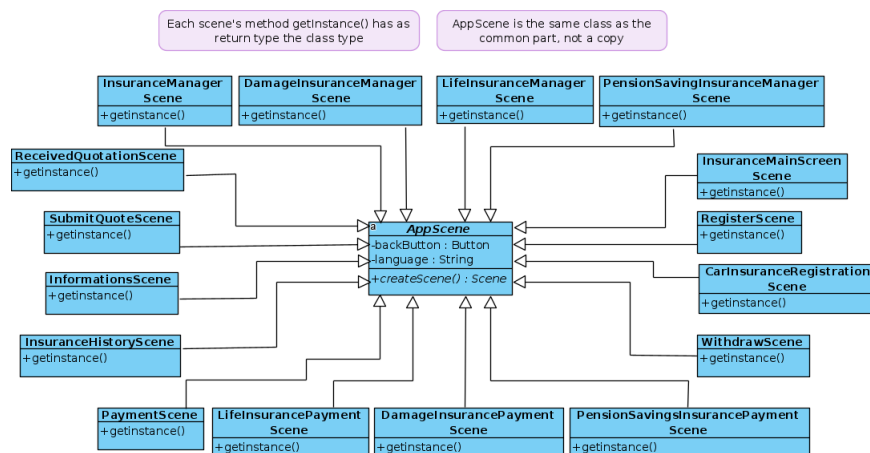 Each scene's method getInstance() has as
return type the class type
AppScene is the same class as the
common part, not a copy
InsuranceManager
Scene
+getinstance()
DamageInsuranceManager
Scene
+getinstance()
LifeInsuranceManager
Scene
+getinstance()
PensionSavingInsuranceManager
Scene
+getinstance()
ReceivedQuotationScene
+getinstance()
InsuranceMainScreen
Scene
+getinstance()
SubmitQuoteScene
+getinstance()
a
AppScene
-backButton : Button
-language : String
+createScene() : Scene
RegisterScene
+getinstance()
InformationsScene
+getinstance()
CarInsuranceRegistration
Scene
+getinstance()
InsuranceHistoryScene
+getinstance()
WithdrawScene
+getinstance()
PaymentScene
+getinstance()
LifeInsurancePayment
Scene
+getinstance()
DamageInsurancePayment
Scene
+getinstance()
PensionSavingsInsurancePayment
Scene
+getinstance()